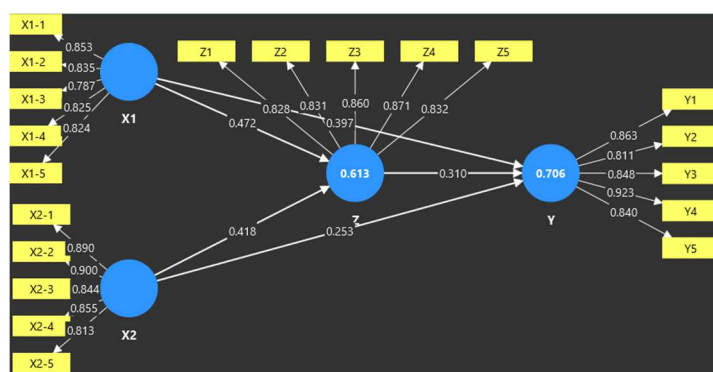 X1-1
0.853
X1-2
0.835
X1-3
0.787
X1-4
0.825
X1-5
0.824
X1
Z1
Z2
Z3
Z4
Z5
0.828
0.831
0.860
0.871
0.832
0.472
0.397
0.613
Z
0.310
0.706
Y
Y1
0.863
Y2
0.811
Y3
0.848
Y4
0.923
Y5
0.840
0.418
0.253
X2-1
0.890
X2-2
0.900
X2-3
0.844
X2-4
0.855
X2-5
0.813
X2